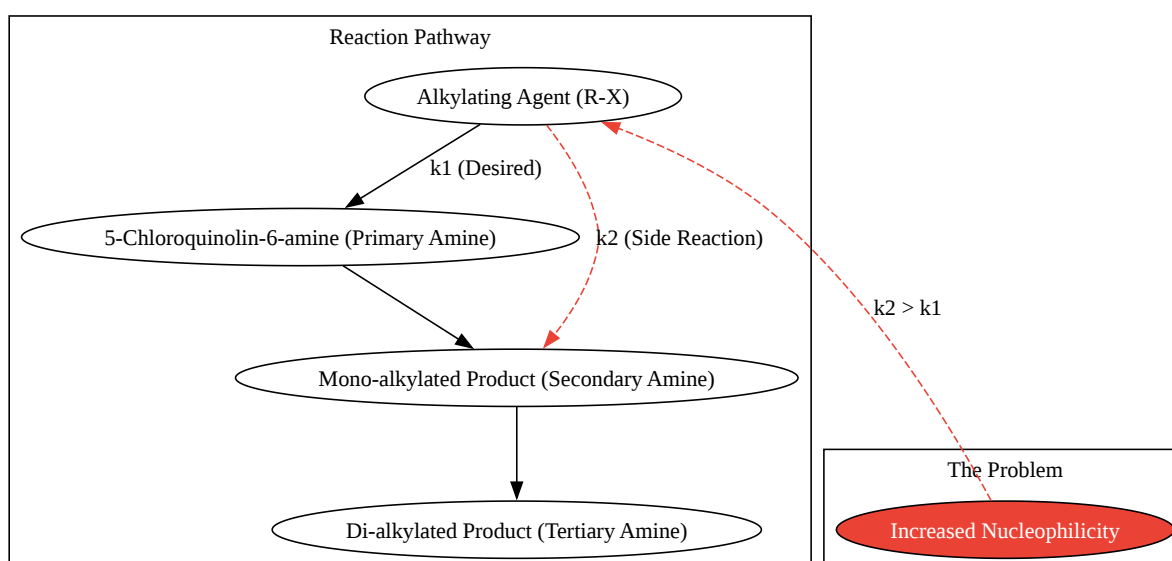 Reaction Pathway
Alkylating Agent (R-X)
k1 (Desired)
5-Chloroquinolin-6-amine (Primary Amine)
k2 (Side Reaction)
k2 > k1
Mono-alkylated Product (Secondary Amine)
The Problem
Di-alkylated Product (Tertiary Amine)
Increased Nucleophilicity